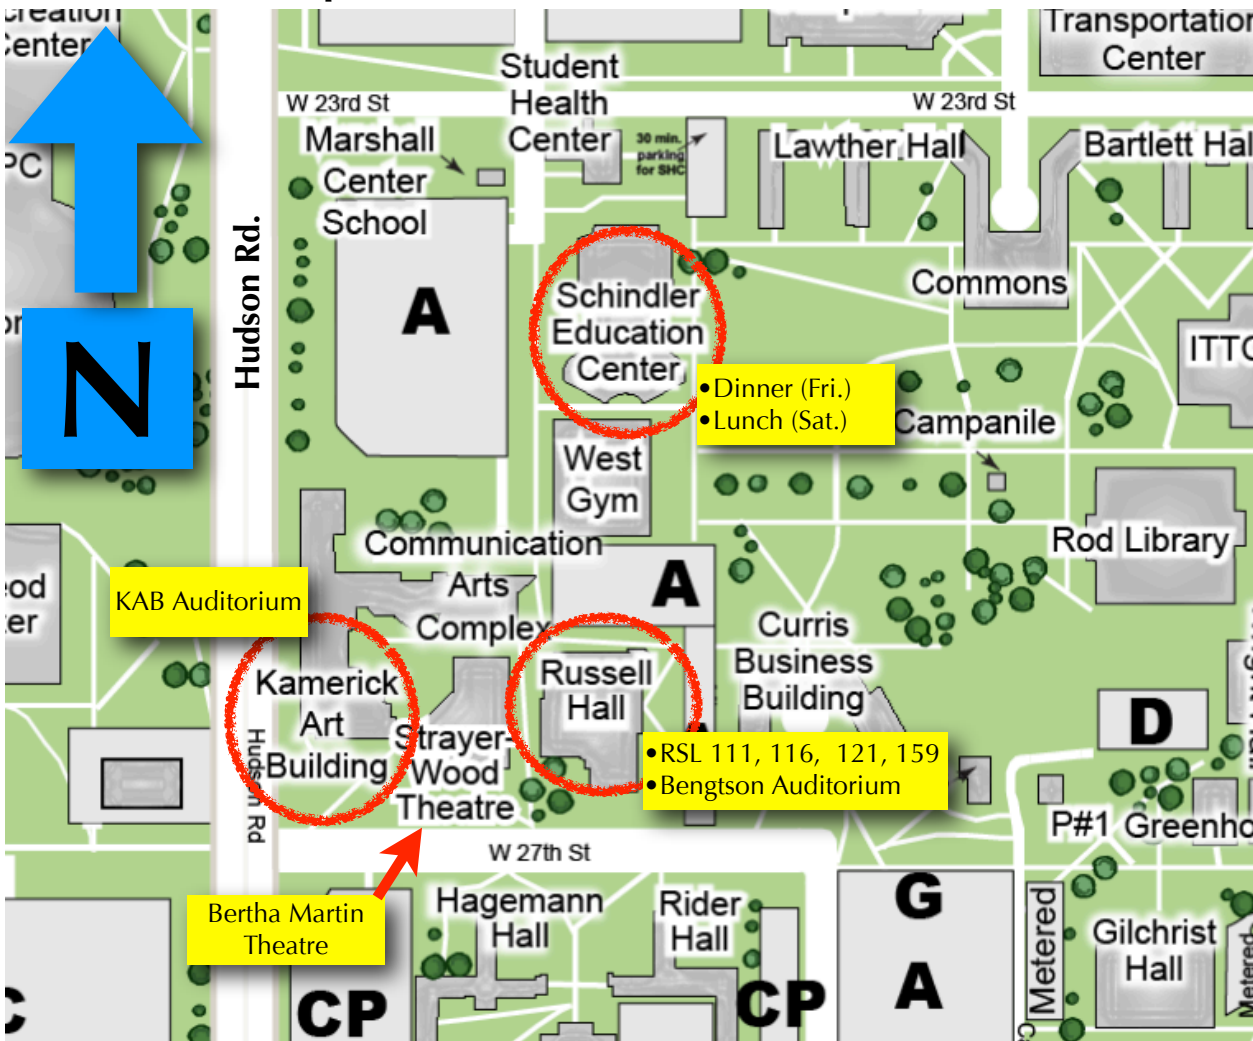 Center
Transportation
Center
Student
Health
Center
W 23rd St
W 23rd St
30 min.
parking
for SHC
Marshall
Center
School
Lawther Hall
Bartlett Hal
PC
Hudson Rd.
A
Schindler
Education
Center
Commons
ITTC
N
•Dinner (Fri.)
•Lunch (Sat.)
Campanile
West
Gym
Rod Library
Communication
Arts
Complex
A
KAB Auditorium
Curris
Business
Building
Kamerick
Art
Building
Russell
Hall
Strayer-
Wood
Theatre
D
•RSL 111, 116, 121, 159
•Bengtson Auditorium
Hudson Rd
P#1
Greenho
W 27th St
Bertha Martin
Theatre
Hagemann
Hall
Rider
Hall
G
A
Metered
Gilchrist
Hall
Metered
CP
CP
C